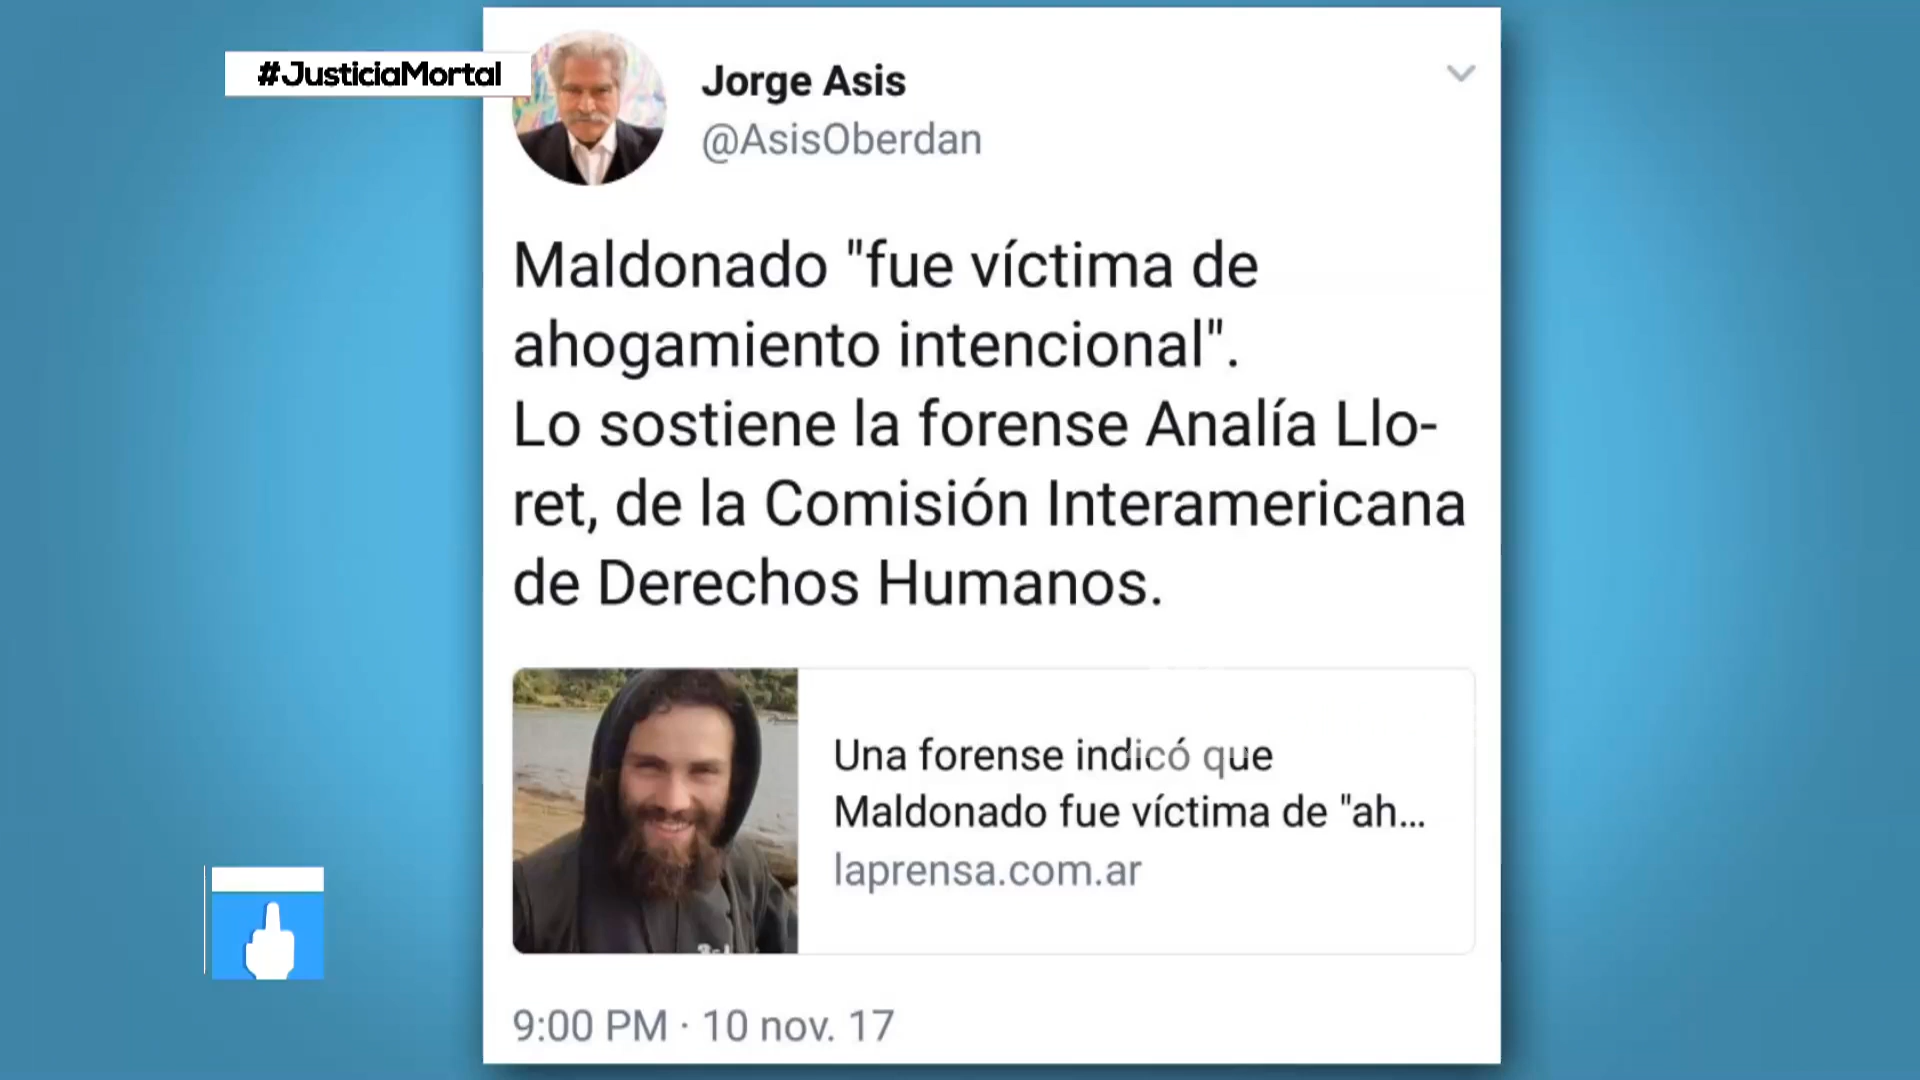 #JusticiaMortal
Jorge Asis
@AsisOberdan
Maldonado "fue víctima de
ahogamiento intencional".
Lo sostiene la forense Analía Llo-
ret, de la Comisión Interamericana
de Derechos Humanos.
Una forense indicó que
Maldonado fue víctima de "ah...
laprensa.com.ar
9:00 PM · 10 nov. 17